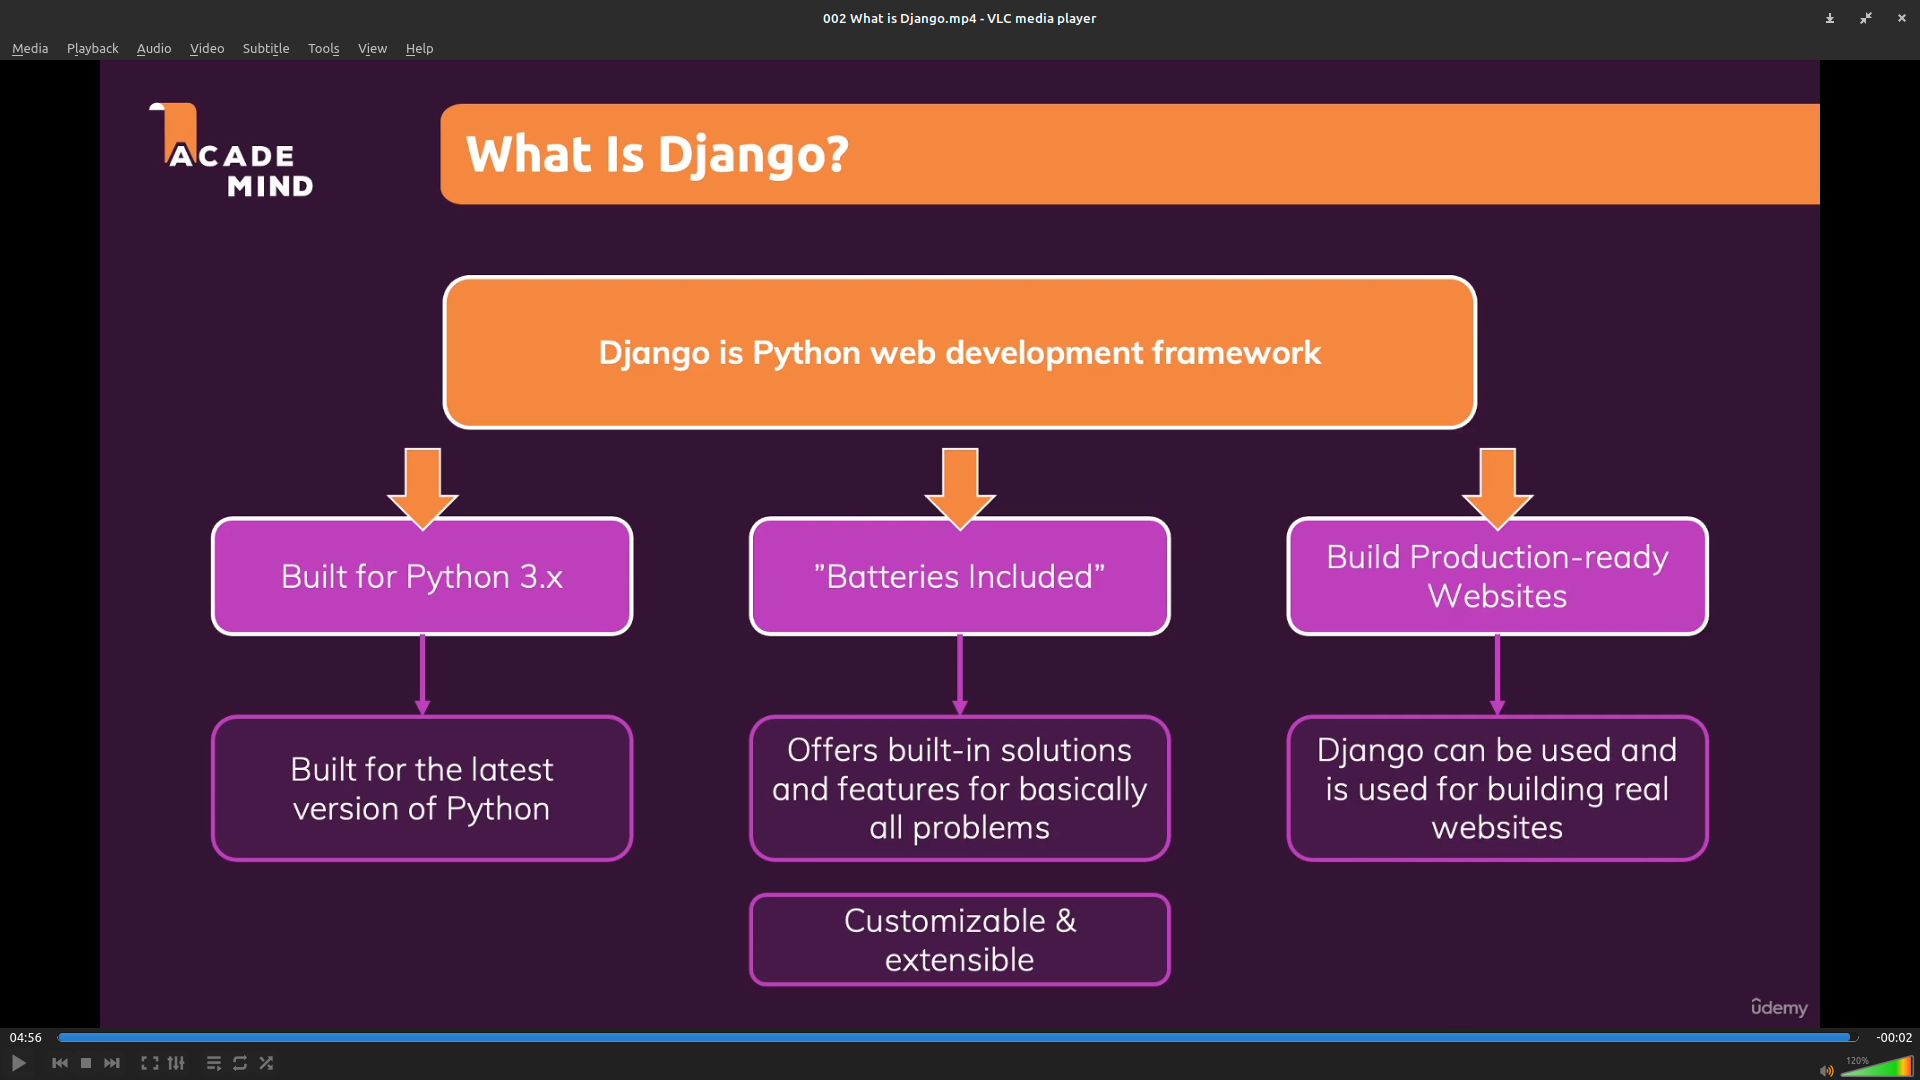 002 What is Django.mp4 - VLC media player
Media Playback Audio Video Subtitle Tools View Help
ACADE
MIND
What Is Django?
Django is Python web development framework
Built for Python 3.x
”Batteries Included”
Build Production-ready
Websites
Built for the latest
version of Python
Offers built-in solutions
and features for basically
all problems
Django can be used and
is used for building real
websites
Customizable &
extensible
ûdemy
04:56
-00:02
120%